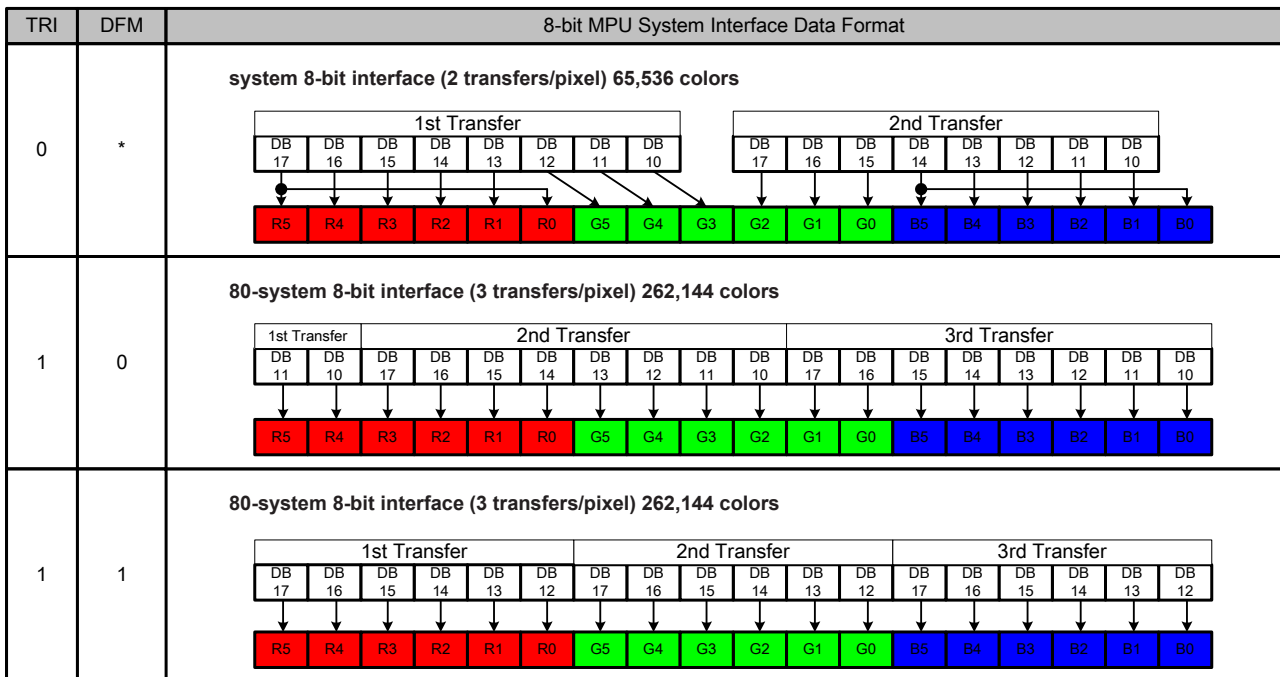 TRI DFM 8-bit MPU System Interface Data Format
system 8-bit interface (2 transfers/pixel) 65,536 colors
1st Transfer 2nd Transfer
0 *
DB 17 DB 16 DB 15 DB 14 DB 13 DB 12 DB 11 DB 10 DB 17 DB 16 DB 15 DB 14 DB 13 DB 12 DB 11 DB 10
R5 R4 R3 R2 R1 R0 G5 G4 G3 G2 G1 G0 B5 B4 B3 B2 B1 B0
80-system 8-bit interface (3 transfers/pixel) 262,144 colors
1st Transfer 2nd Transfer 3rd Transfer
1 0
DB 11 DB 10 DB 17 DB 16 DB 15 DB 14 DB 13 DB 12 DB 11 DB 10 DB 17 DB 16 DB 15 DB 14 DB 13 DB 12 DB 11 DB 10
R5 R4 R3 R2 R1 R0 G5 G4 G3 G2 G1 G0 B5 B4 B3 B2 B1 B0
80-system 8-bit interface (3 transfers/pixel) 262,144 colors
1st Transfer 2nd Transfer 3rd Transfer
1 1
DB 17 DB 16 DB 15 DB 14 DB 13 DB 12 DB 17 DB 16 DB 15 DB 14 DB 13 DB 12 DB 17 DB 16 DB 15 DB 14 DB 13 DB 12
R5 R4 R3 R2 R1 R0 G5 G4 G3 G2 G1 G0 B5 B4 B3 B2 B1 B0